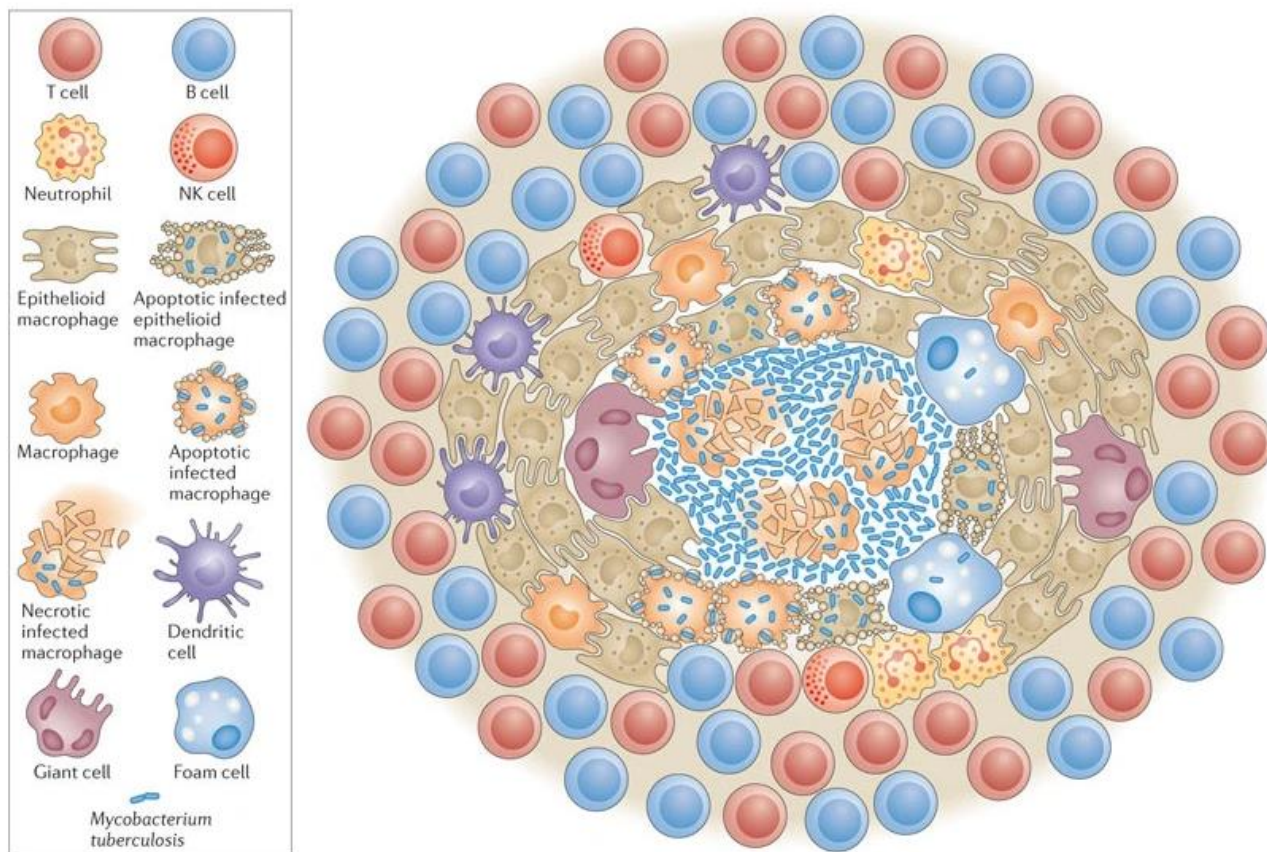 T cell
B cell
Neutrophil
NK cell
Epithelioid
macrophage
Apoptotic infected
epithelioid
macrophage
Macrophage
Apoptotic
infected
macrophage
Necrotic
infected
macrophage
Dendritic
cell
Giant cell
Foam cell
Mycobacterium
tuberculosis